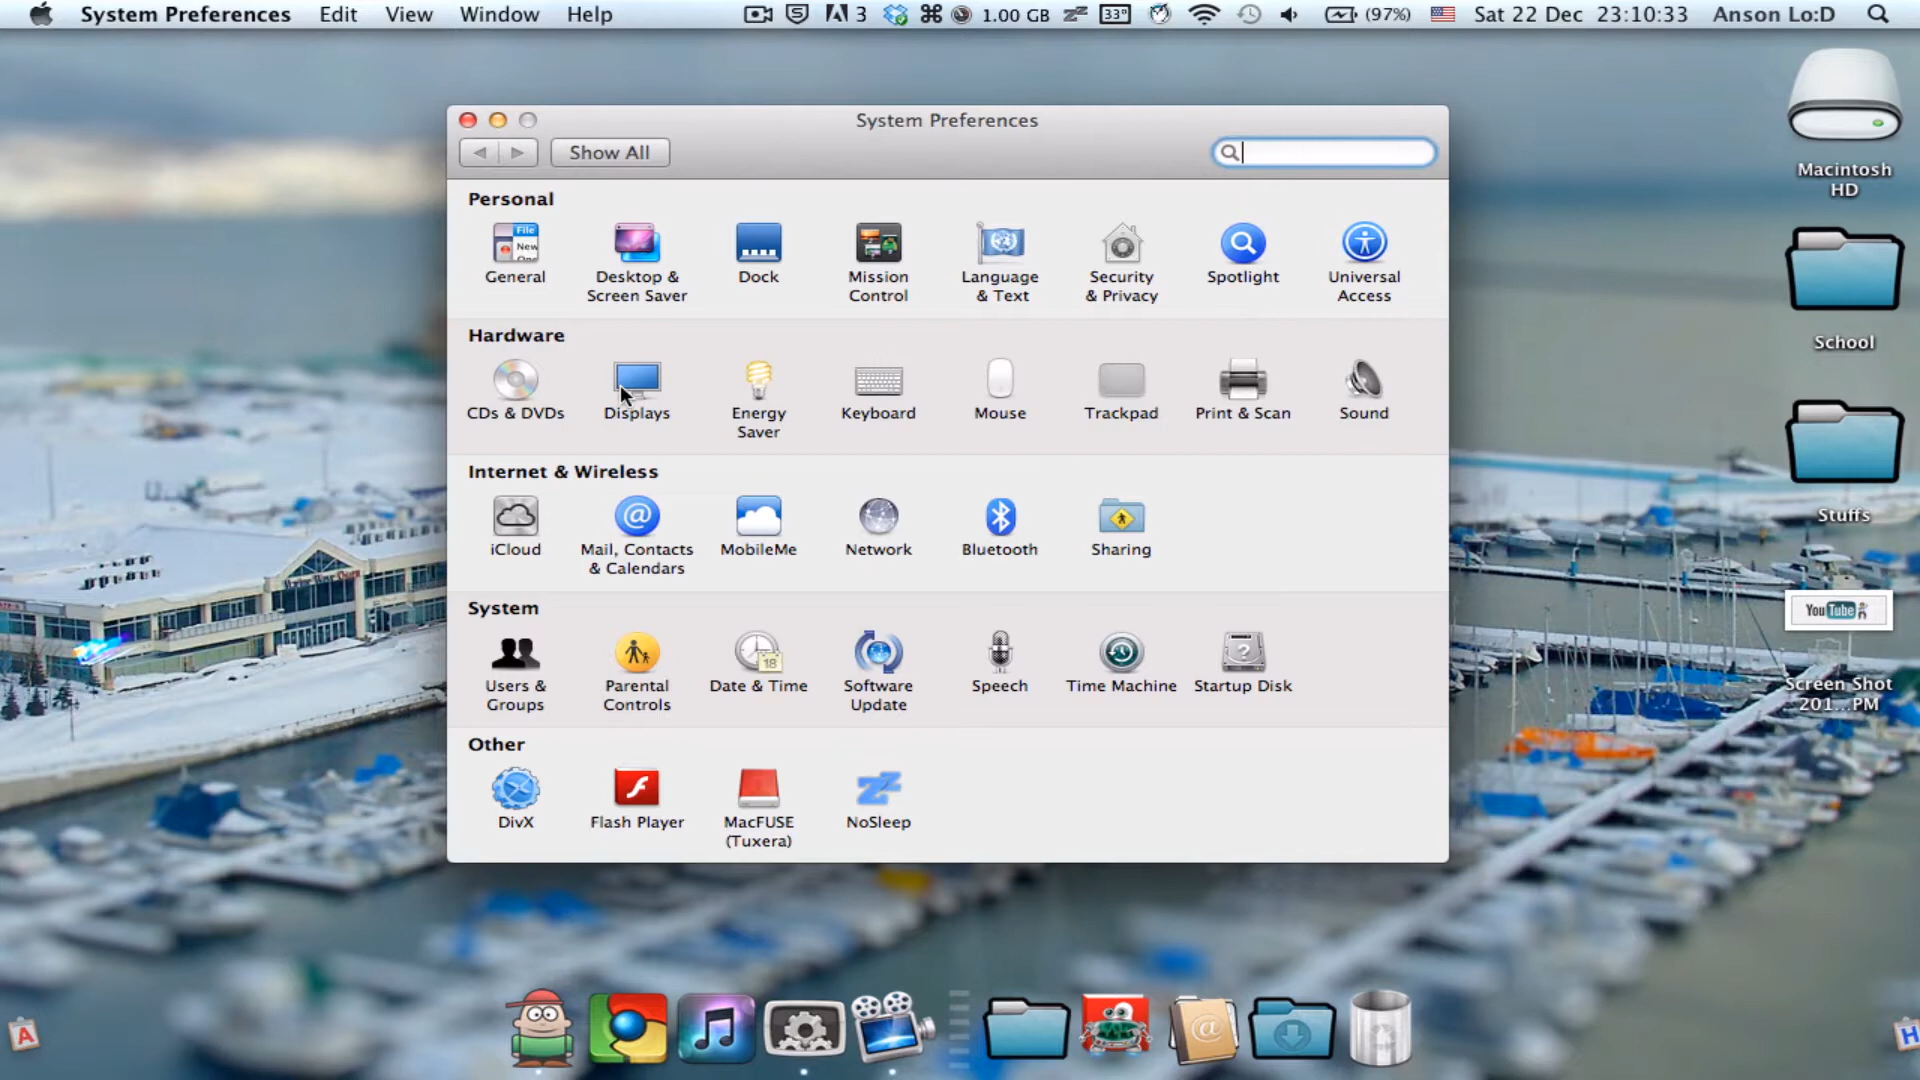 System Preferences Edit View Window Help 3 1.00 GB 33° (97%) Sat 22 Dec 23:10:33 Anson Lo:D
System Preferences
Show All
Personal
File
New
General
Desktop &
Screen Saver
Dock
Mission
Control
Language
& Text
Security
& Privacy
Spotlight
Universal
Access
Hardware
CDs & DVDs
Displays
Energy
Saver
Keyboard
Mouse
Trackpad
Print & Scan
Sound
Internet & Wireless
iCloud
@
Mail, Contacts
& Calendars
MobileMe
Network
Bluetooth
Sharing
System
Users &
Groups
Parental
Controls
18
Date & Time
Software
Update
Speech
Time Machine
?
Startup Disk
Other
DivX
Flash Player
MacFUSE
(Tuxera)
NoSleep
Macintosh
HD
School
Stuffs
YouTube
Screen Shot
201...PM
A
@
H